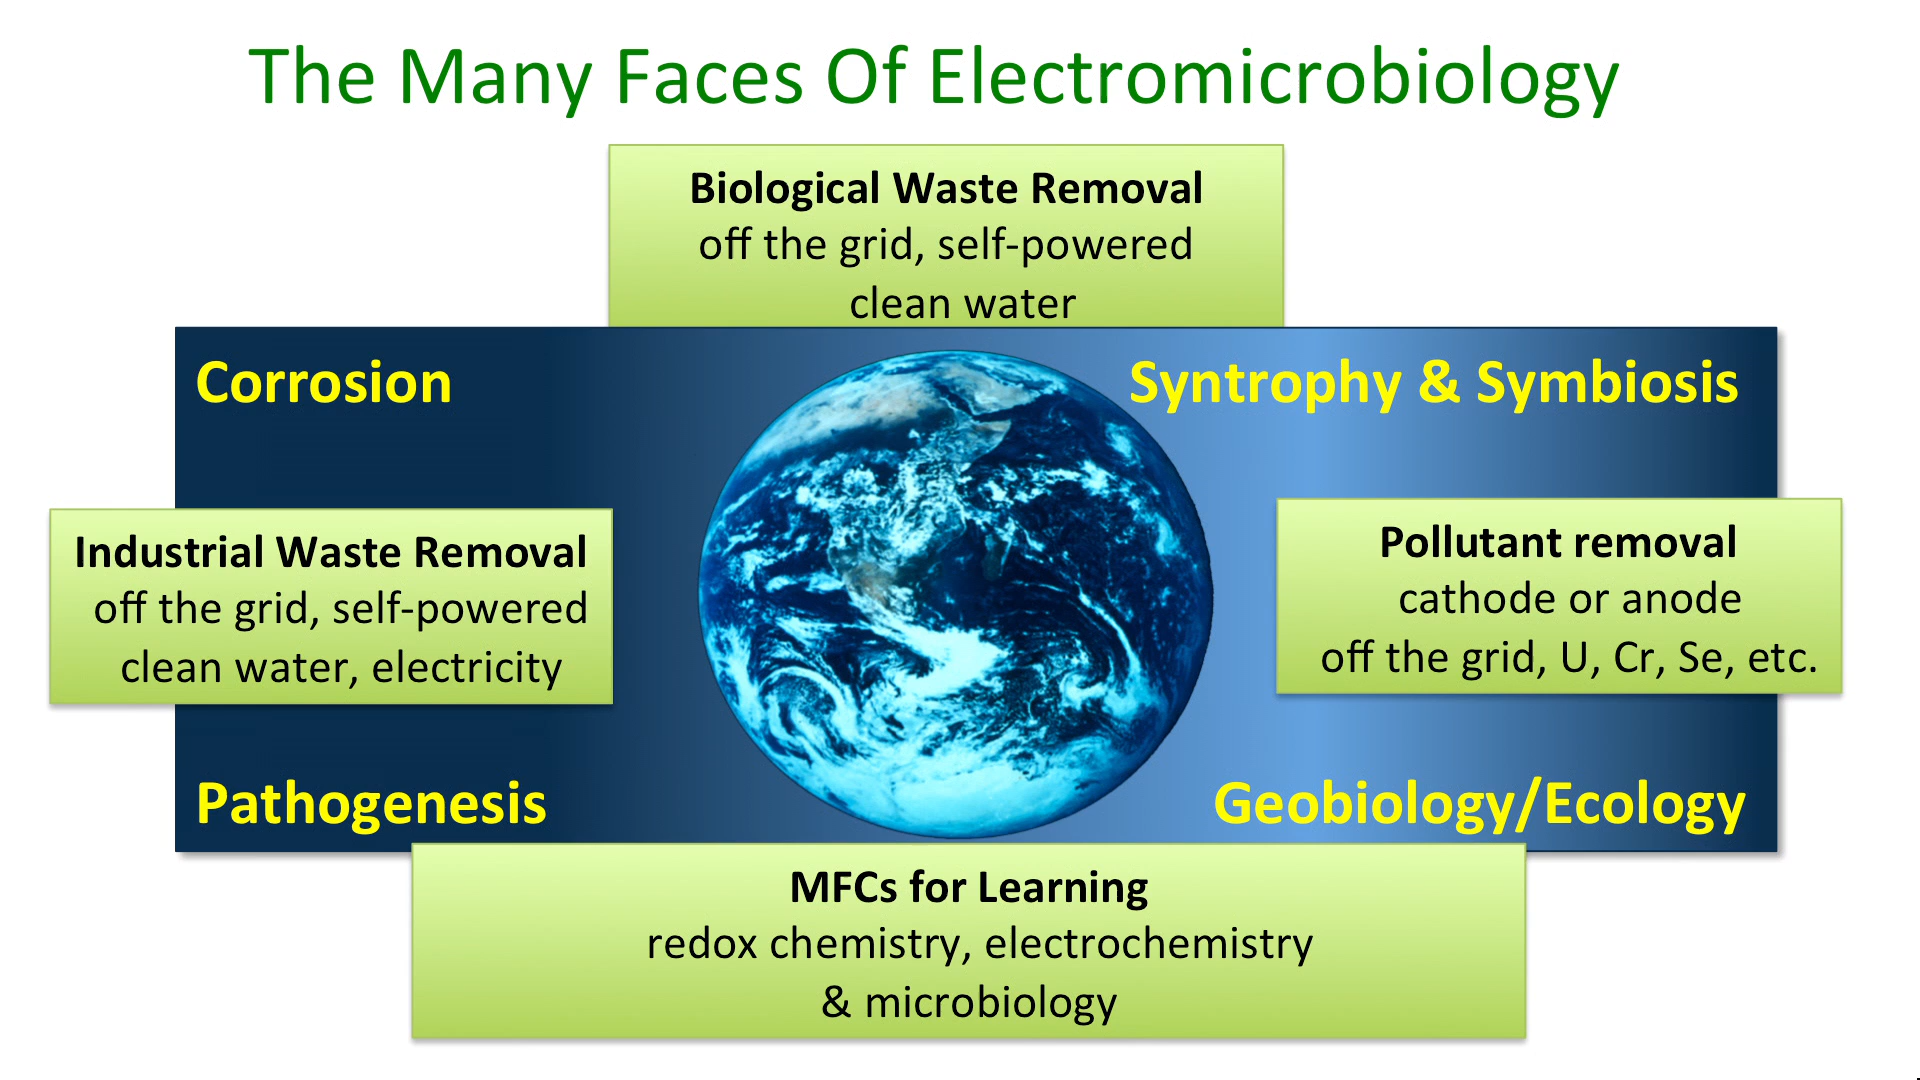 The Many Faces Of Electromicrobiology
Biological Waste Removal
off the grid, self-powered
clean water
Corrosion
Syntrophy & Symbiosis
Industrial Waste Removal
off the grid, self-powered
clean water, electricity
Pollutant removal
cathode or anode
off the grid, U, Cr, Se, etc.
Pathogenesis
Geobiology/Ecology
MFCs for Learning
redox chemistry, electrochemistry
& microbiology